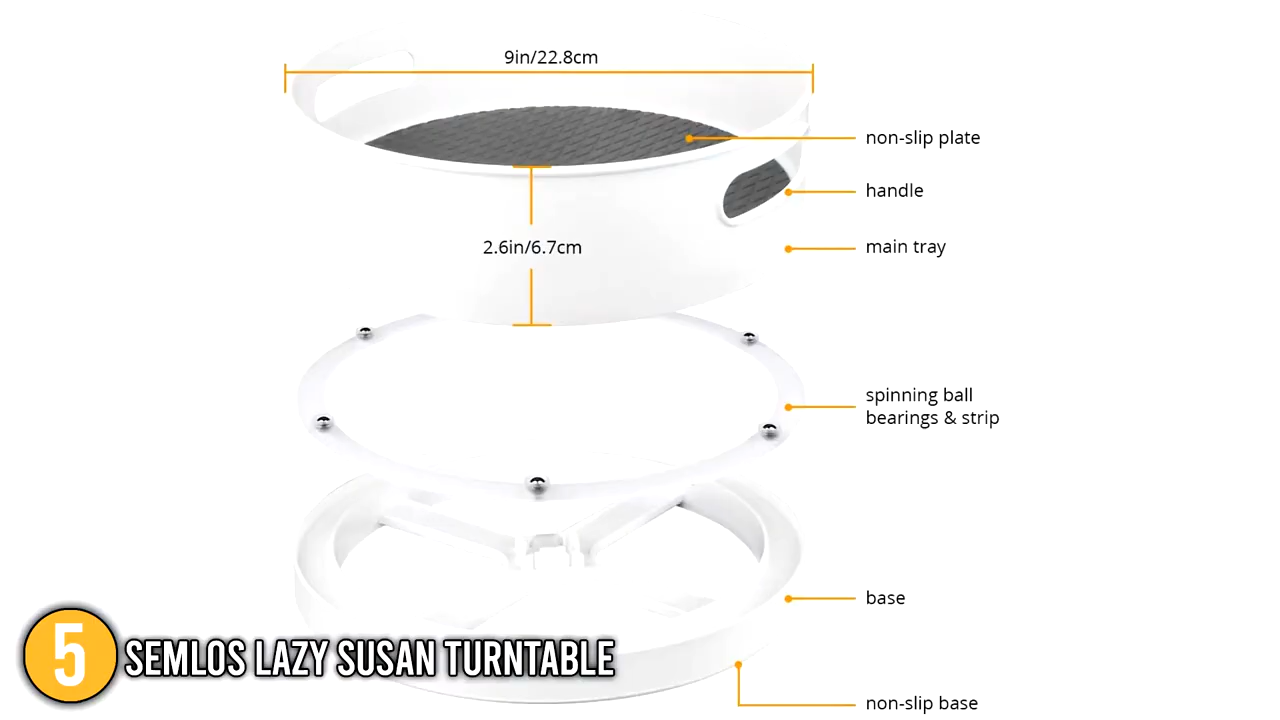 9in/22.8cm
non-slip plate
handle
2.6in/6.7cm
main tray
spinning ball
bearings & strip
base
5 SEMLOS LAZY SUSAN TURNTABLE
non-slip base